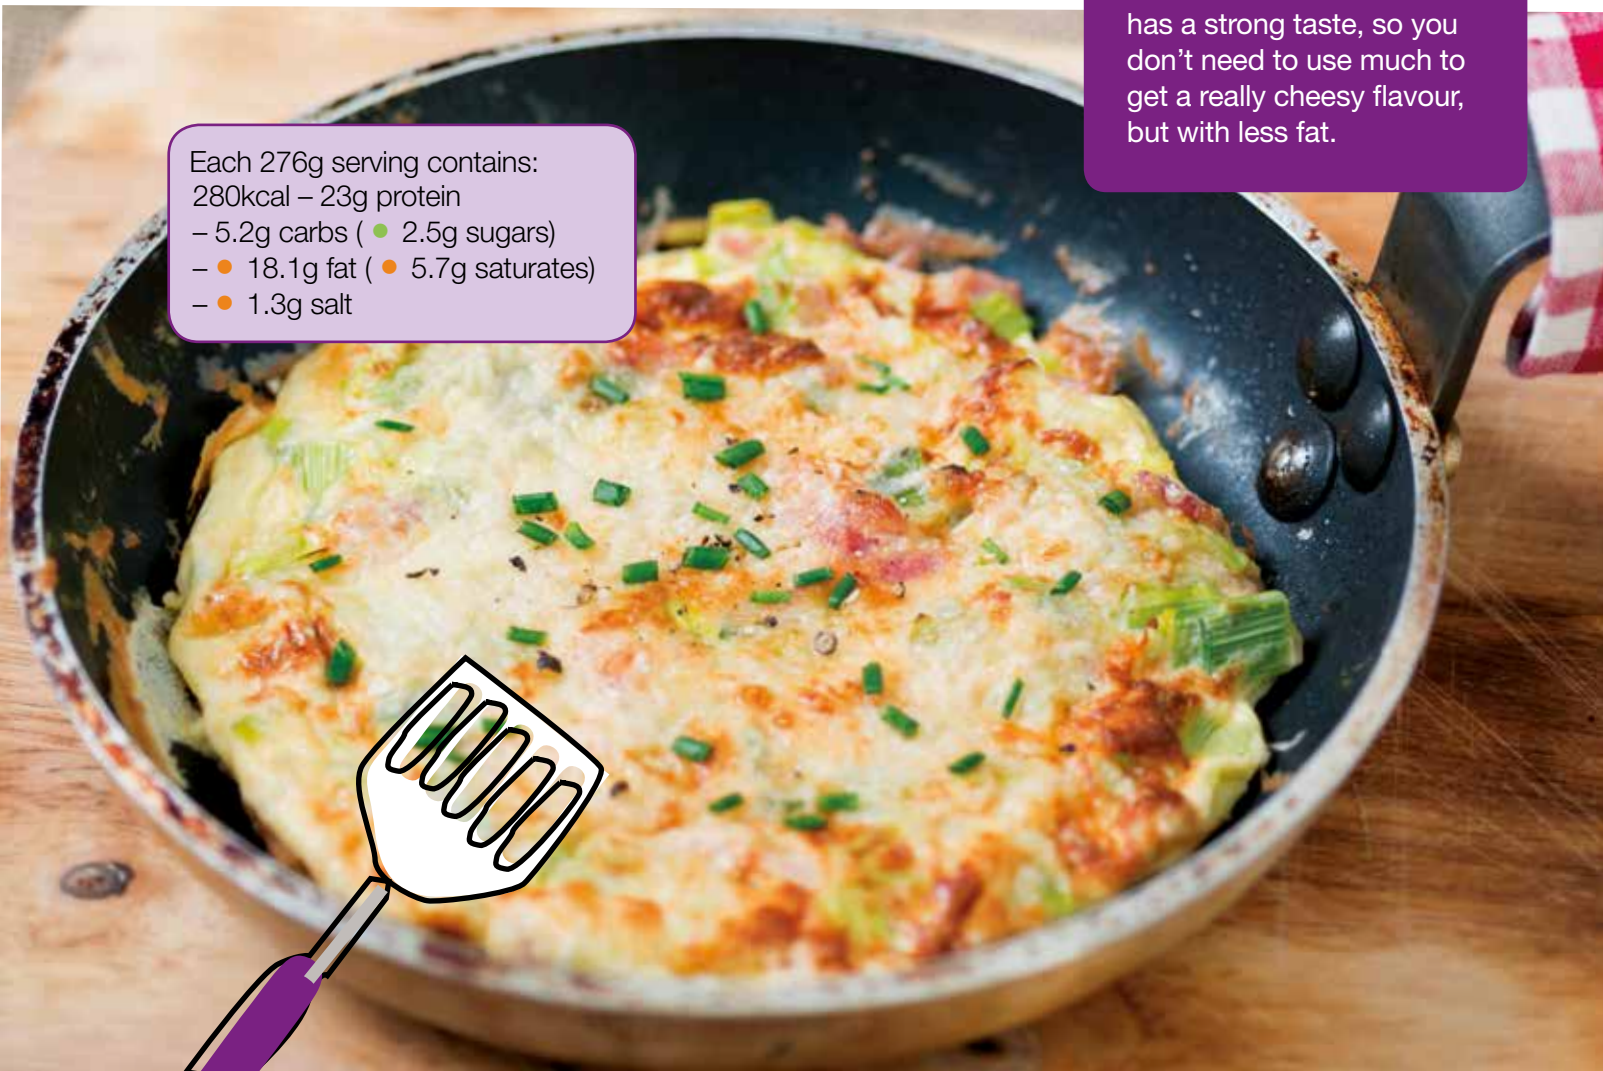 has a strong taste, so you
don’t need to use much to
get a really cheesy flavour,
but with less fat.
Each 276g serving contains:
280kcal – 23g protein
– 5.2g carbs ( ● 2.5g sugars)
– ● 18.1g fat ( ● 5.7g saturates)
– ● 1.3g salt